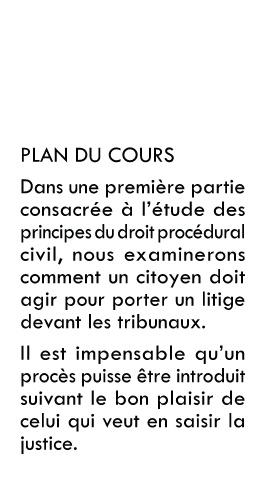 PLAN DU COURS
Dans une première partie
consacrée à l'étude des
principes du droit procédural
civil, nous examinerons
comment un citoyen doit
agir pour porter un litige
devant les tribunaux.
Il est impensable qu'un
procès puisse être introduit
suivant le bon plaisir de
celui qui veut en saisir la
justice.